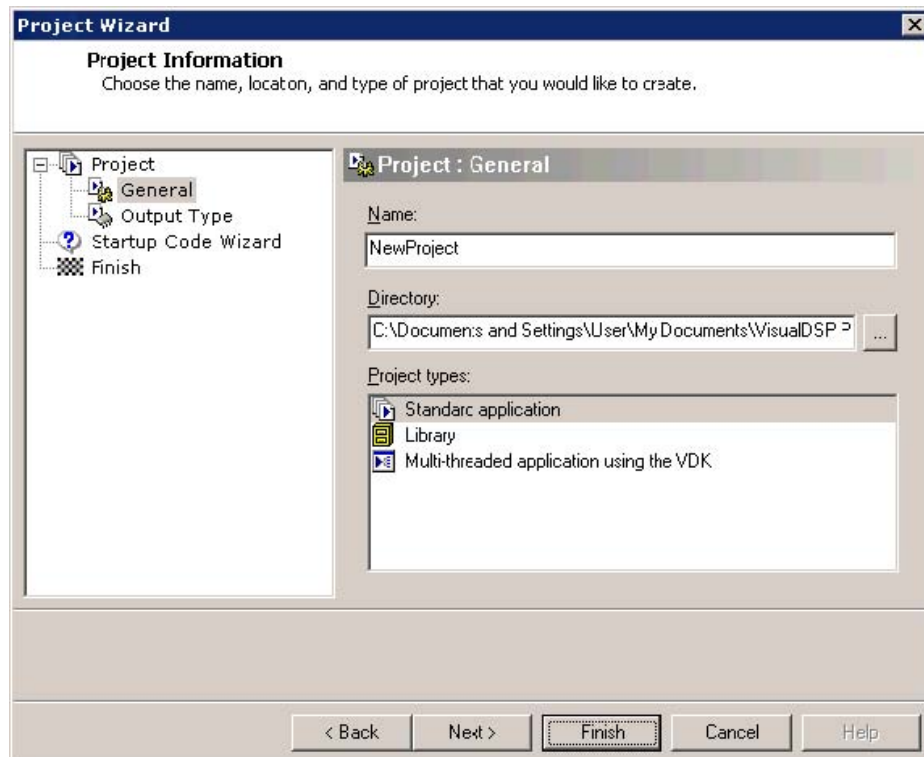 Project Wizard
Project Information
Choose the name, locaton, and type of project that you would like to create.
Project
General
Output Type
Startup Code Wizard
Finish
Project : General
Name:
NewProject
Directory:
C:\Documents and Settings\User\My Documents\VisualDSP P
...
Project types:
Standard application
Library
Multi-threaded application using the VDK
< Back
Next >
Finish
Cancel
Help